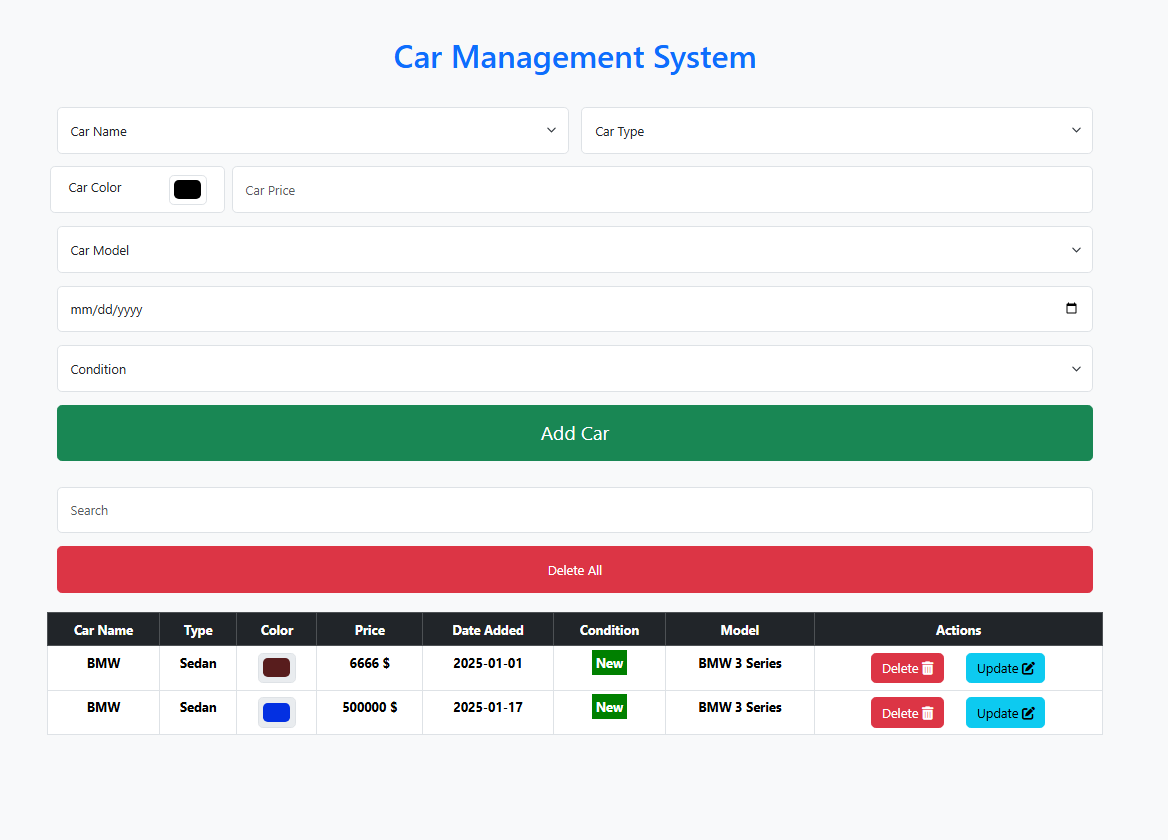 Car Management System
Car Name Car Type
Car Color Car Price
Car Model
mm/dd/yyyy
Condition
Add Car
Search
Delete All
Car Name Type Color Price Date Added Condition Model Actions
BMW Sedan 6666 $ 2025-01-01 New BMW 3 Series Delete Update
BMW Sedan 500000 $ 2025-01-17 New BMW 3 Series Delete Update